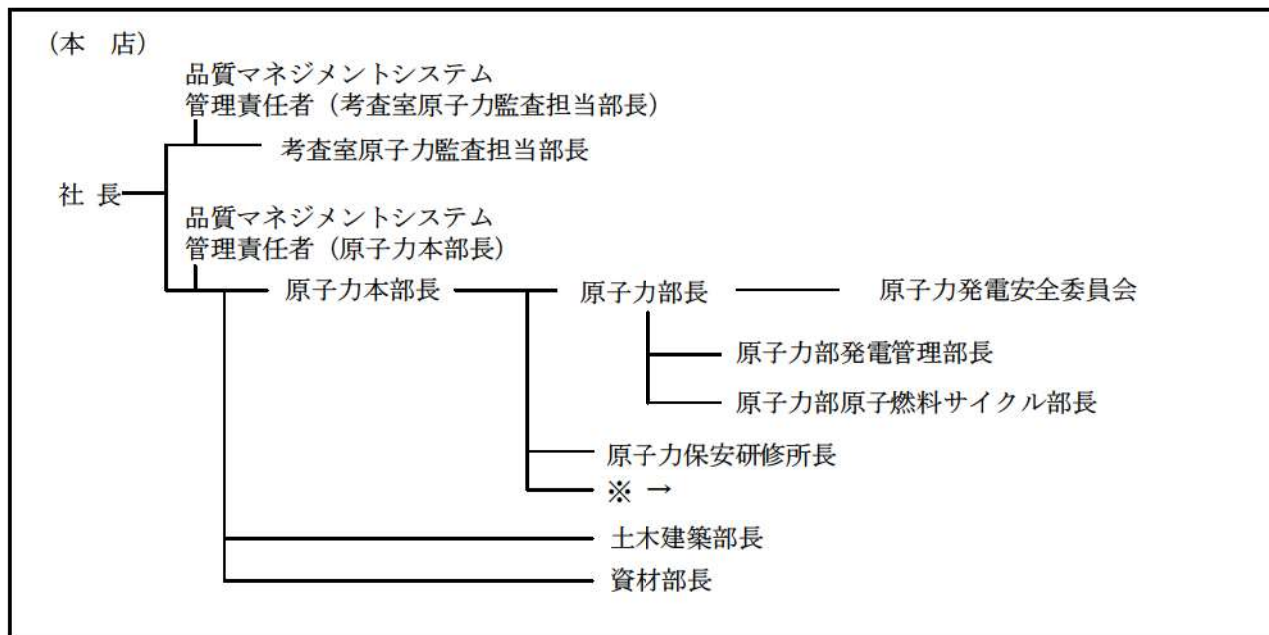 （本　店）
品質マネジメントシステム
管理責任者（考査室原子力監査担当部長）
考査室原子力監査担当部長
社 長
品質マネジメントシステム
管理責任者（原子力本部長）
原子力本部長　原子力部長　原子力発電安全委員会
原子力部発電管理部長
原子力部原子燃料サイクル部長
原子力保安研修所長
※ →
土木建築部長
資材部長